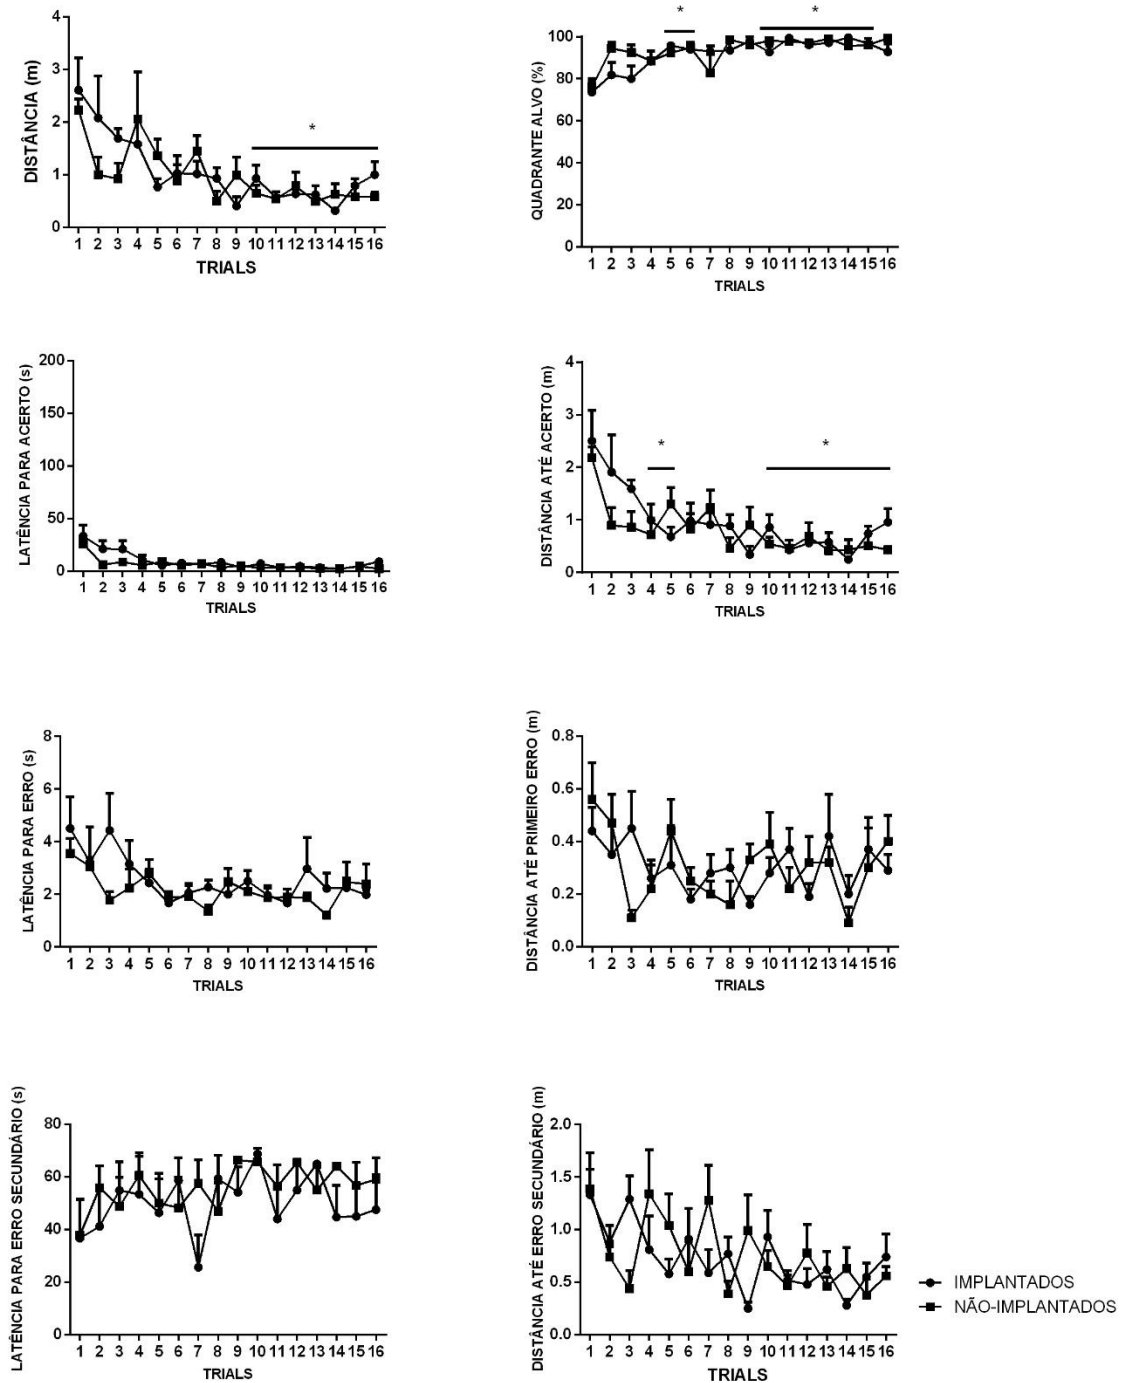 DISTÂNCIA (m)
4
3
2
1
0
*
1 2 3 4 5 6 7 8 9 10 11 12 13 14 15 16
TRIALS
QUADRANTE ALVO (%)
100
80
60
40
20
0
* *
1 2 3 4 5 6 7 8 9 10 11 12 13 14 15 16
TRIALS
LATÊNCIA PARA ACERTO (s)
200
150
100
50
0
1 2 3 4 5 6 7 8 9 10 11 12 13 14 15 16
TRIALS
DISTÂNCIA ATÉ ACERTO (m)
4
3
2
1
0
* *
1 2 3 4 5 6 7 8 9 10 11 12 13 14 15 16
TRIALS
LATÊNCIA PARA ERRO (s)
8
6
4
2
0
1 2 3 4 5 6 7 8 9 10 11 12 13 14 15 16
TRIALS
DISTÂNCIA ATÉ PRIMEIRO ERRO (m)
0.8
0.6
0.4
0.2
0.0
1 2 3 4 5 6 7 8 9 10 11 12 13 14 15 16
TRIALS
LATÊNCIA PARA ERRO SECUNDÁRIO (s)
80
60
40
20
0
1 2 3 4 5 6 7 8 9 10 11 12 13 14 15 16
TRIALS
DISTÂNCIA ATÉ ERRO SECUNDÁRIO (m)
2.0
1.5
1.0
0.5
0.0
1 2 3 4 5 6 7 8 9 10 11 12 13 14 15 16
TRIALS
IMPLANTADOS
NÃO-IMPLANTADOS